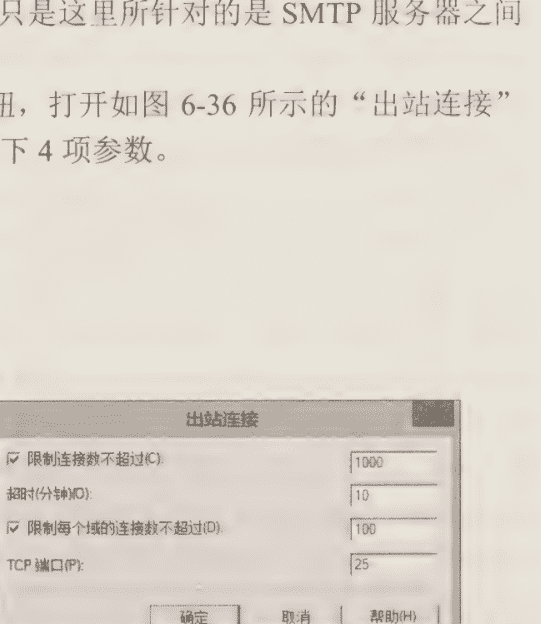 只是这里所针对的是 SMTP 服务器之间
钮，打开如图 6-36 所示的“出站连接”
下 4 项参数。
出站连接
限制连接数不超过(C): 1000
超时(分钟)(O): 10
限制每个域的连接数不超过(D): 100
TCP 端口(P): 25
确定 取消 帮助(H)